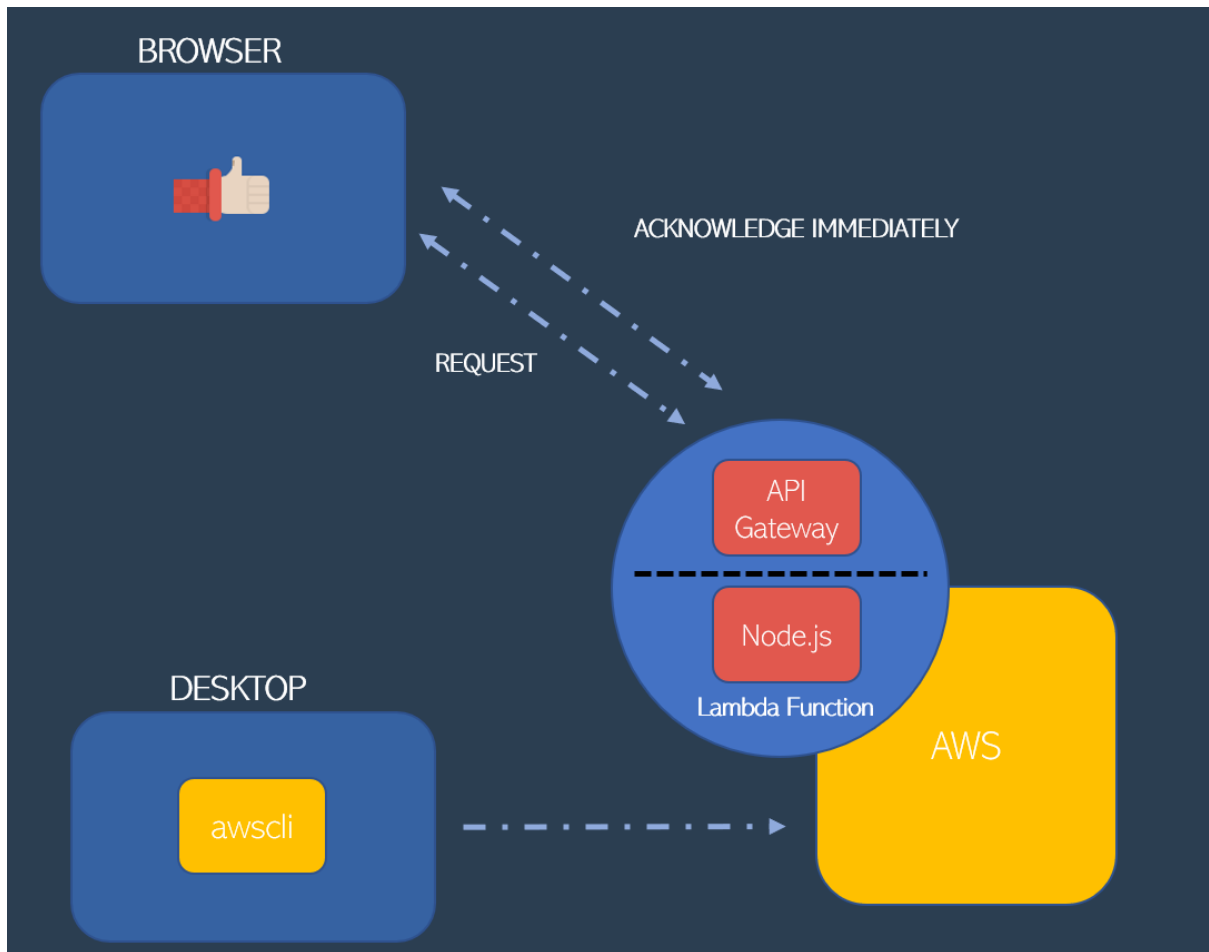 BROWSER
ACKNOWLEDGE IMMEDIATELY
REQUEST
API
Gateway
Node.js
Lambda Function
DESKTOP
AWS
awscli